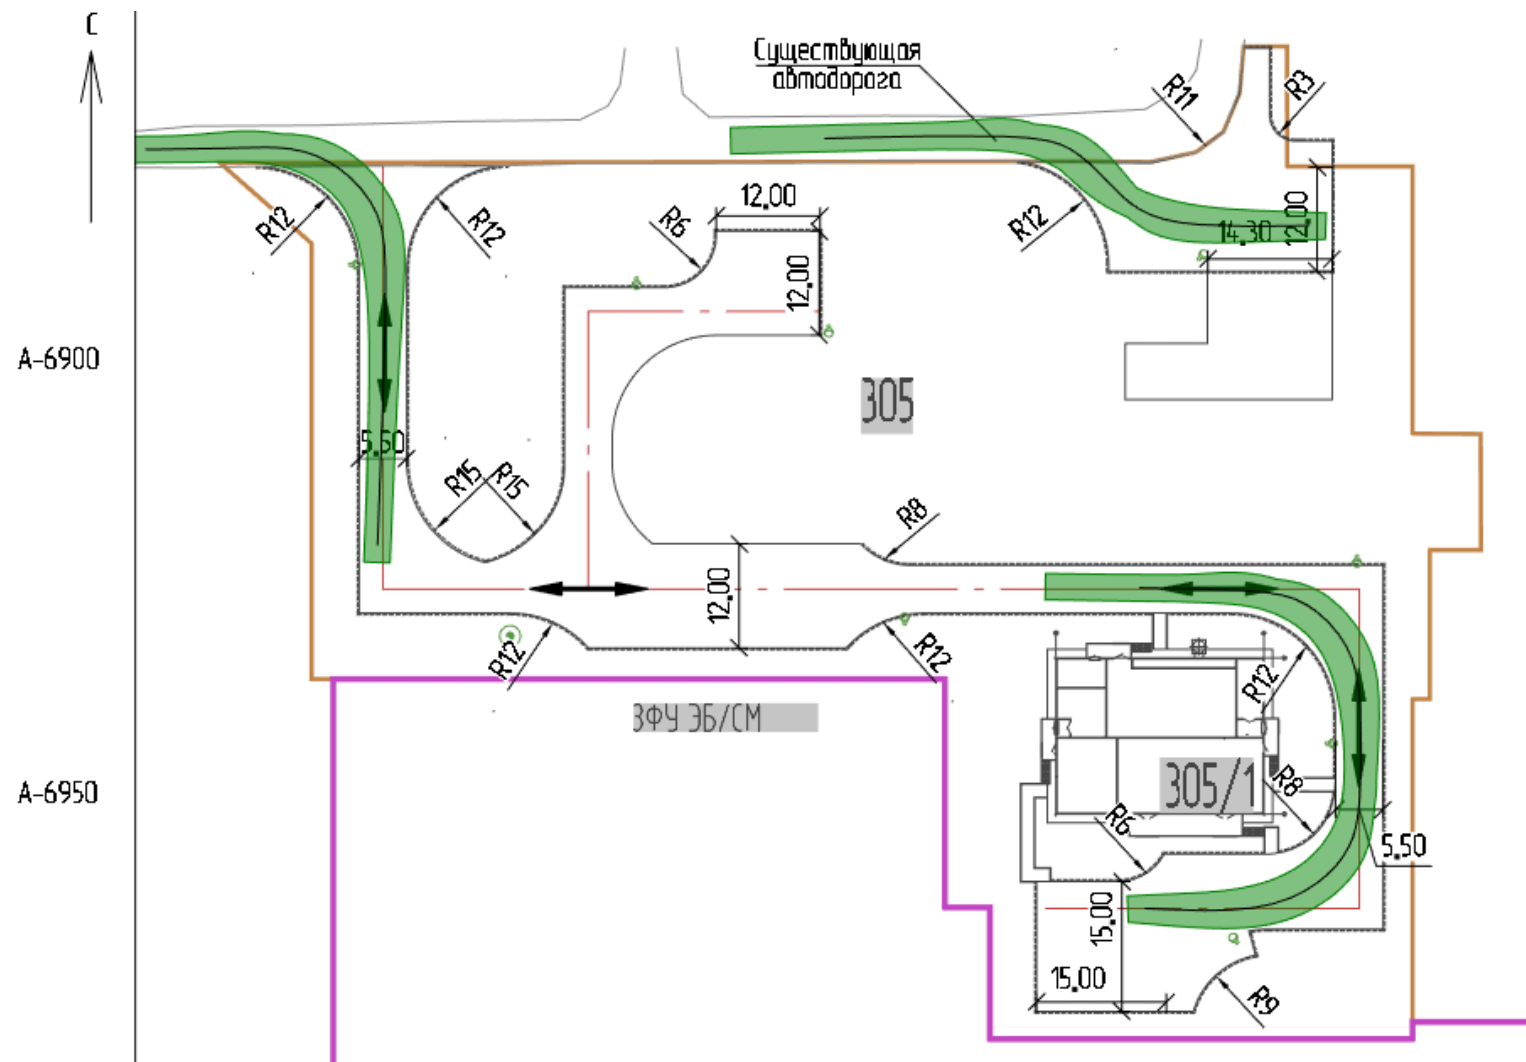 С
Существующая
автодорога
R11
R3
R12
R12
R6
12.00
R12
14.30
12.00
12.00
А-6900
305
5.50
R15
R15
R8
12.00
R12
R12
R12
ЗФУ ЭБ/СМ
305/1
R8
А-6950
R6
5.50
15.00
15.00
R9